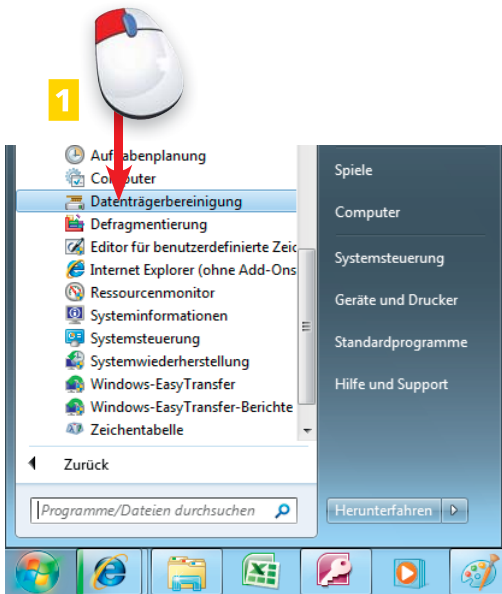 1
Aufgabenplanung
Computer
Datenträgerbereinigung
Defragmentierung
Editor für benutzerdefinierte Zeic
Internet Explorer (ohne Add-Ons
Ressourcenmonitor
Systeminformationen
Systemsteuerung
Systemwiederherstellung
Windows-EasyTransfer
Windows-EasyTransfer-Berichte
Zeichentabelle
Zurück
Programme/Dateien durchsuchen
Spiele
Computer
Systemsteuerung
Geräte und Drucker
Standardprogramme
Hilfe und Support
Herunterfahren